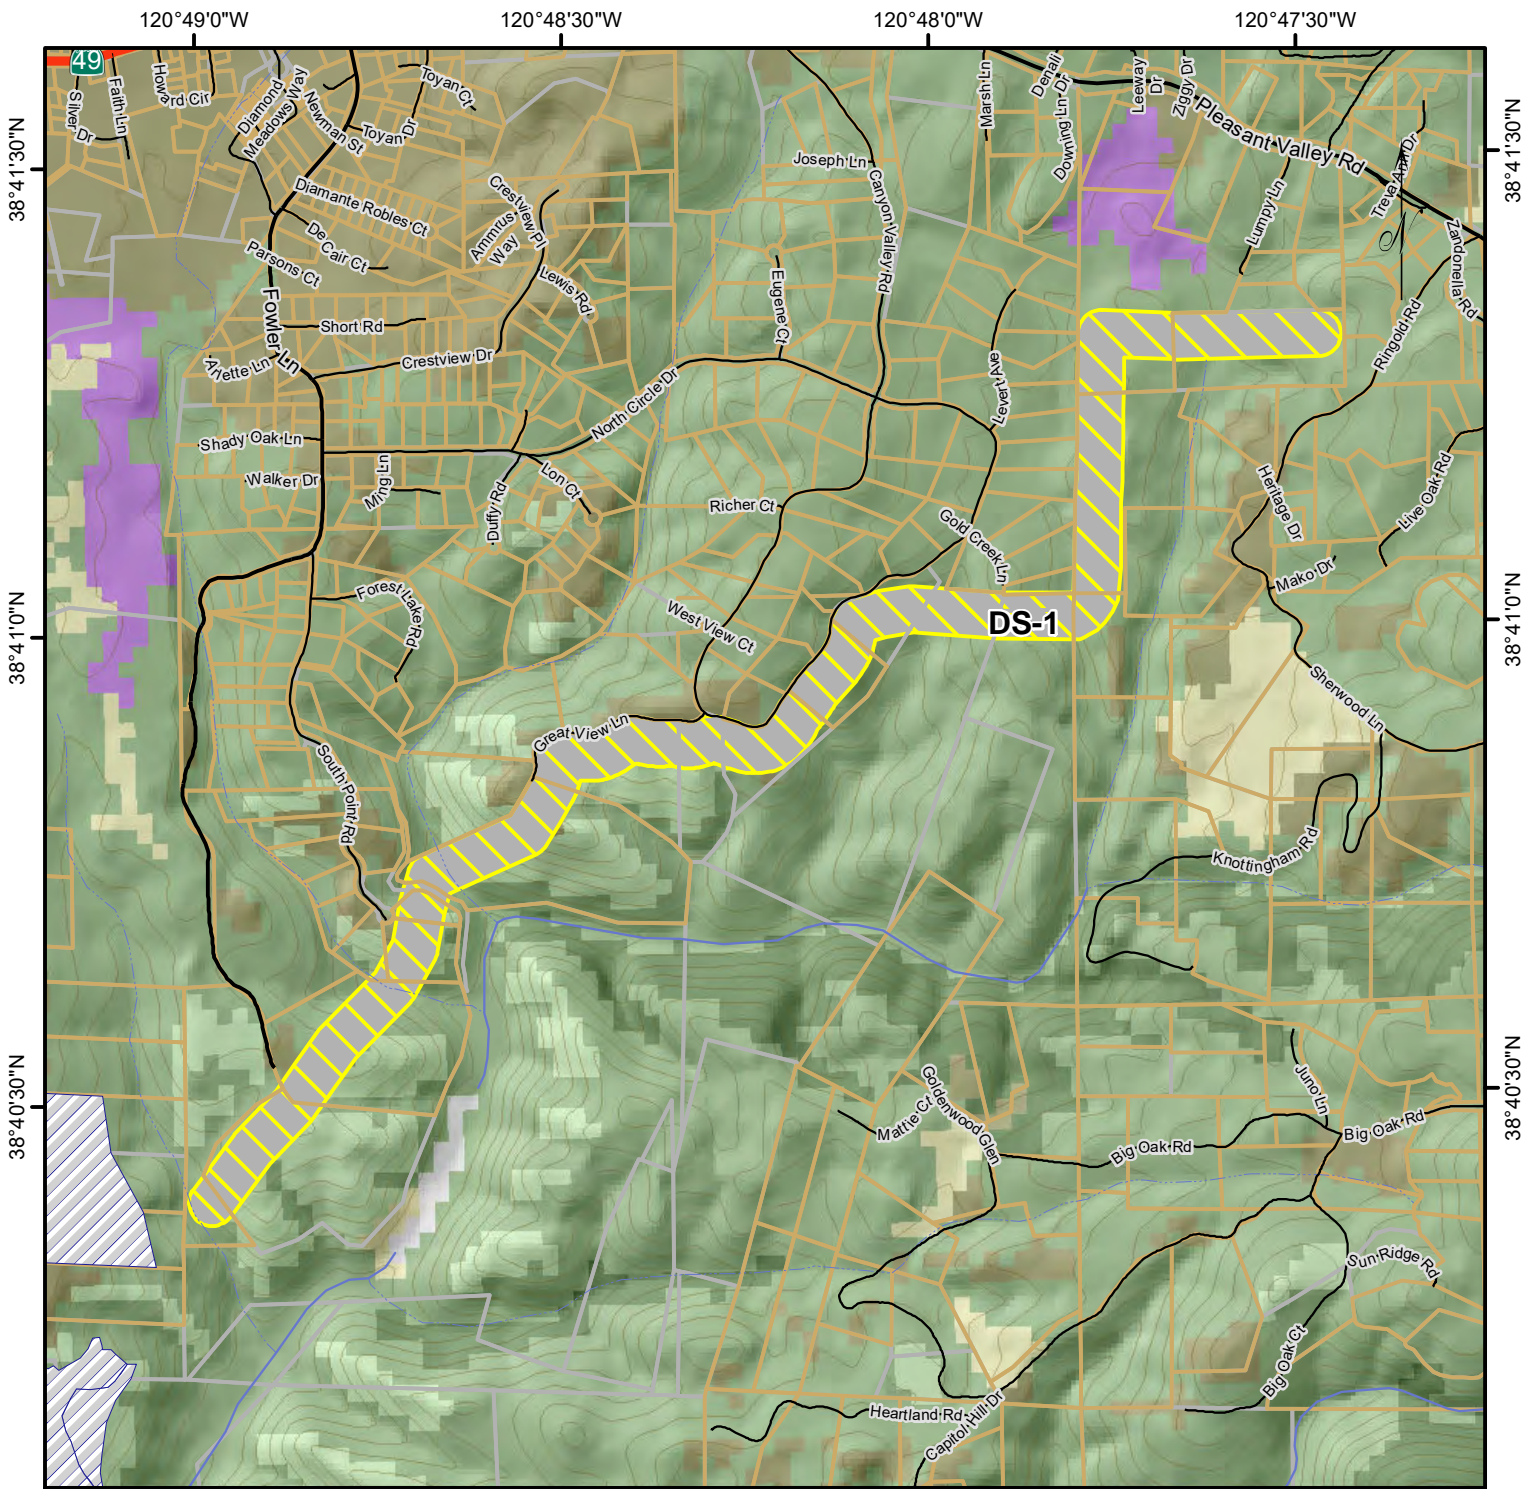 120°49'0"W
120°48'30"W
120°48'0"W
120°47'30"W
49
Silver Dr
Faith Ln
Howard Cir
Diamond
Meadows Way
Newman St
Toyan Ct
Toyan Dr
Marsh Ln
Denali
Dr
Downing Ln
Leeway
Dr
Ziggy Dr
Pleasant Valley Rd
Treva Ann Dr
38°41'30"N
38°41'30"N
Joseph Ln
Canyon Valley Rd
Diamante Robles Ct
De Cair Ct
Parsons Ct
Crestview Pl
Ammrus
Way
Lewis Rd
Lumpy Ln
Zandonella Rd
Fowler Ln
Short Rd
Eugene Ct
Ringold Rd
Arlette Ln
Crestview Dr
North Circle Dr
Levert Ave
Shady Oak Ln
Walker Dr
Ming Ln
Duffy Rd
Lon Ct
Richer Ct
Gold Creek Ln
Heritage Dr
Live Oak Rd
Mako Dr
Forest Lake Rd
West View Ct
DS-1
38°41'0"N
38°41'0"N
Sherwood Ln
Great View Ln
South Point Rd
Knottingham Rd
38°40'30"N
38°40'30"N
Goldenwood Glen
Mattie Ct
Juno Ln
Big Oak Rd
Big Oak Rd
Sun Ridge Rd
Big Oak Ct
Heartland Rd
Capitol Hill Dr